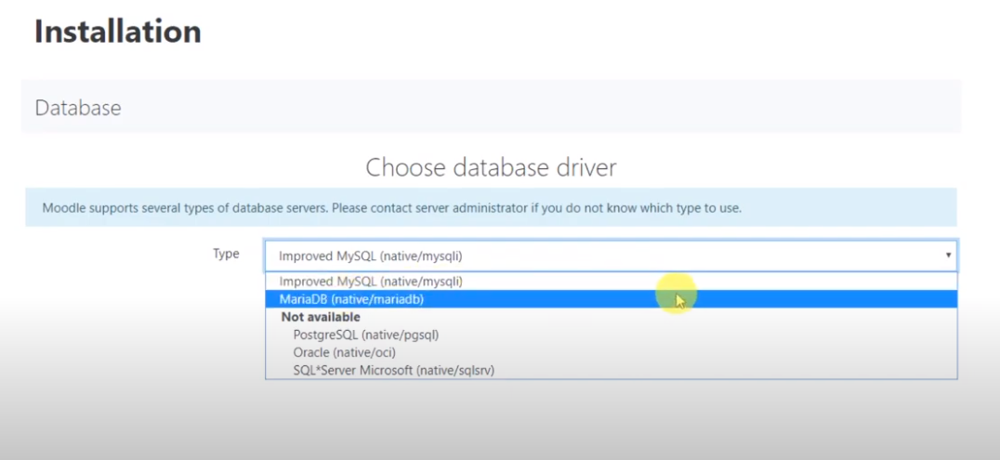 Installation
Database
Choose database driver
Moodle supports several types of database servers. Please contact server administrator if you do not know which type to use.
Type
Improved MySQL (native/mysqli)
Improved MySQL (native/mysqli)
MariaDB (native/mariadb)
Not available
PostgreSQL (native/pgsql)
Oracle (native/oci)
SQL*Server Microsoft (native/sqlsrv)